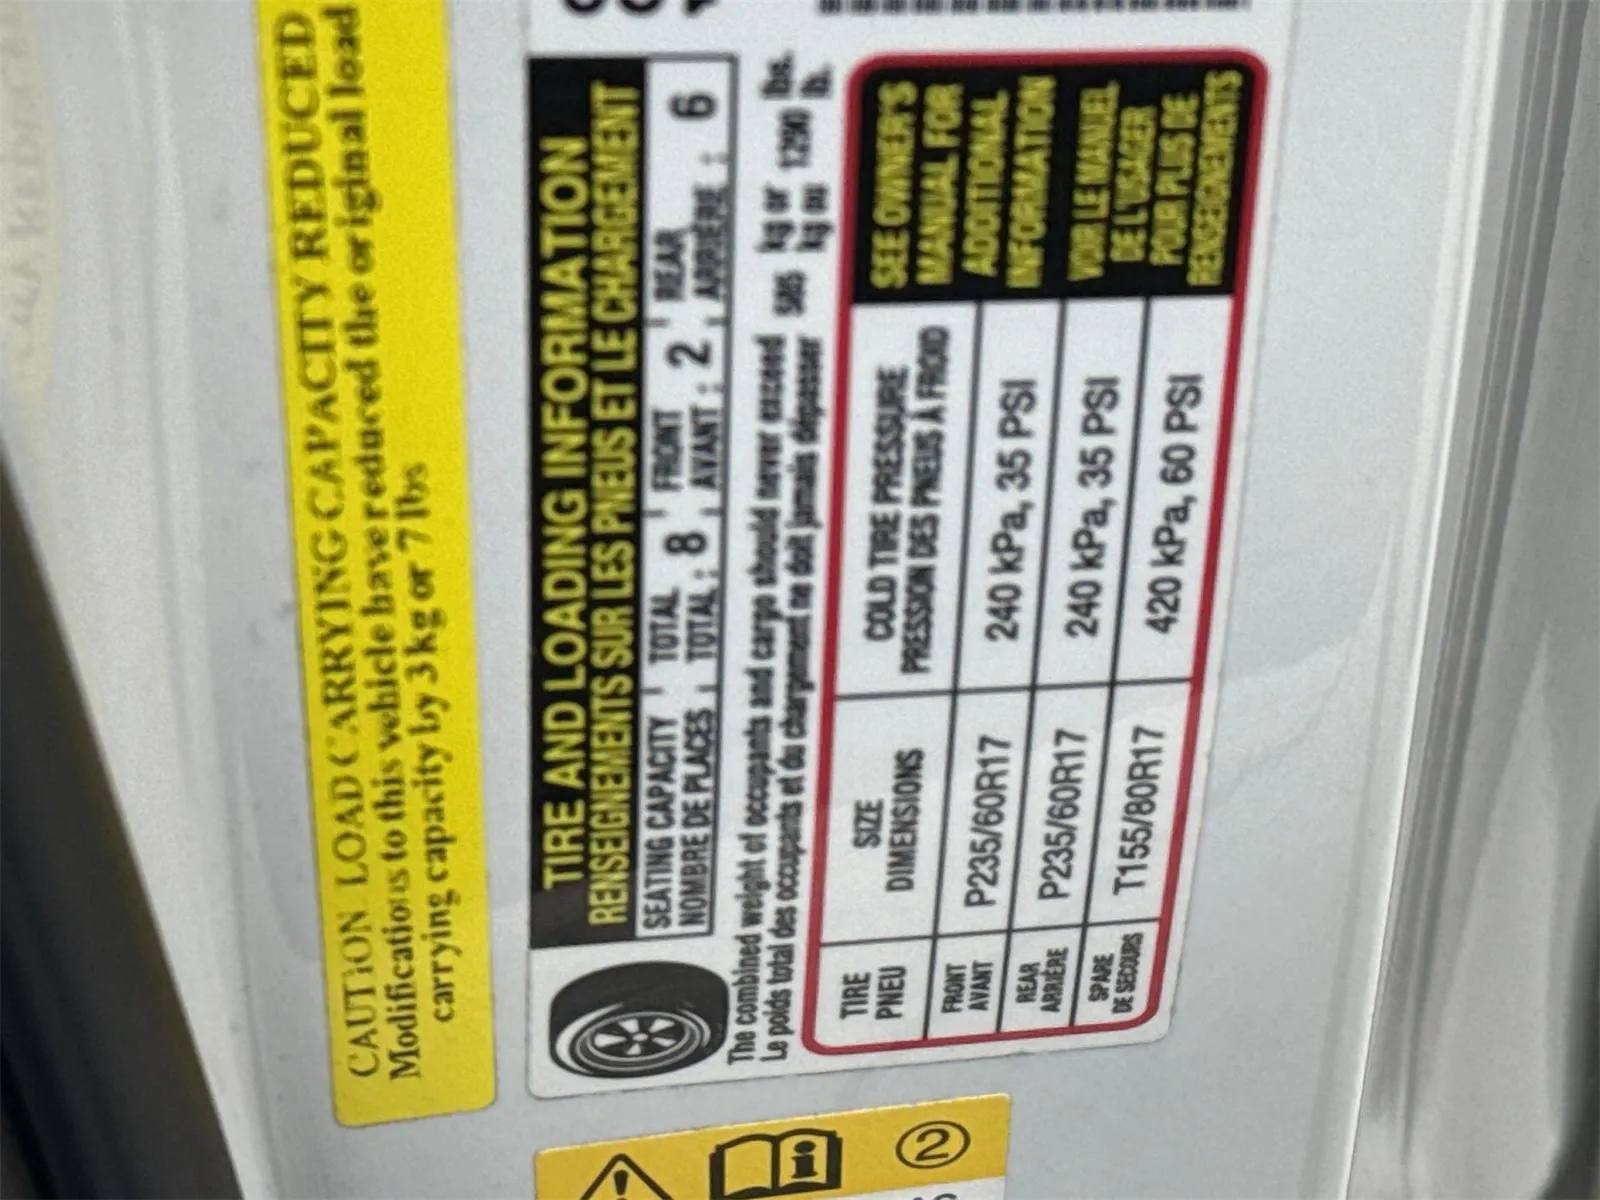 CAUTION LOAD CARRYING CAPACITY REDUCED
Modifications to this vehicle have reduced the original load
carrying capacity by 3 kg or 7 lbs
TIRE AND LOADING INFORMATION
RENSEIGNEMENTS SUR LES PNEUS ET LE CHARGEMENT
SEATING CAPACITY TOTAL FRONT REAR
NOMBRE DE PLACES TOTAL : 8 AVANT : 2 ARRIÈRE : 6
The combined weight of occupants and cargo should never exceed 585 kg or 1290 lbs.
Le poids total des occupants et du chargement ne doit jamais dépasser kg ou lb.
TIRE SIZE COLD TIRE PRESSURE
PNEU DIMENSIONS PRESSION DES PNEUS À FROID
FRONT
AVANT P235/60R17 240 kPa, 35 PSI
REAR
ARRIÈRE P235/60R17 240 kPa, 35 PSI
SPARE
DE SECOURS T155/80R17 420 kPa, 60 PSI
SEE OWNER'S
MANUAL FOR
ADDITIONAL
INFORMATION
VOIR LE MANUEL
DE L'USAGER
POUR PLUS DE
RENSEIGNEMENTS
2